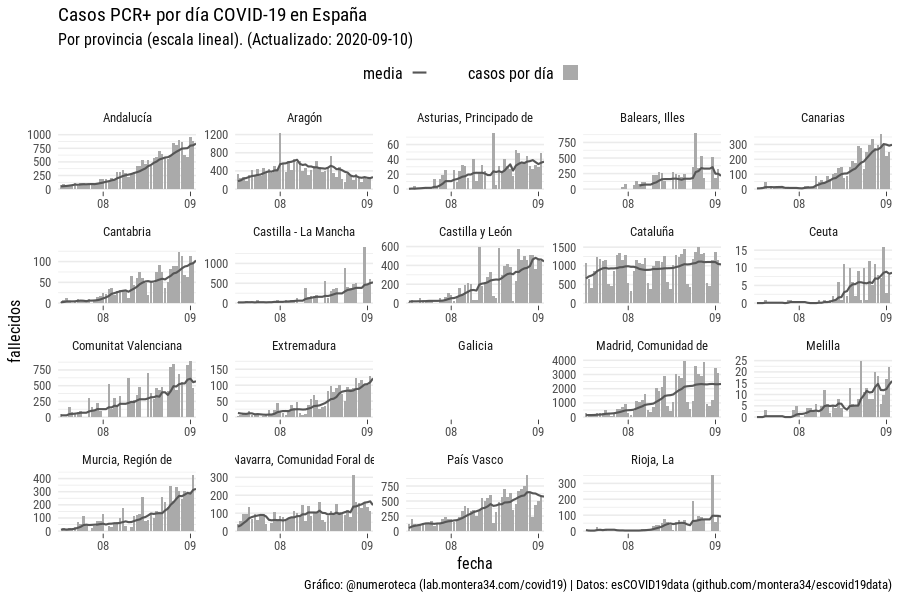 Casos PCR+ por día COVID-19 en España
Por provincia (escala lineal). (Actualizado: 2020-09-10)
media casos por día
Andalucía Aragón Asturias, Principado de Balears, Illes Canarias
1000 750 500 250 0
1200 800 400 0
60 40 20 0
750 500 250 0
300 200 100 0
08 09 08 09 08 09 08 09 08 09
Cantabria Castilla - La Mancha Castilla y León Cataluña Ceuta
100 50 0
1000 500 0
600 400 200 0
1500 1000 500 0
15 10 5 0
08 09 08 09 08 09 08 09 08 09
fallecidos
Comunitat Valenciana Extremadura Galicia Madrid, Comunidad de Melilla
750 500 250 0
150 100 50 0
4000 3000 2000 1000 0
25 20 15 10 5 0
08 09 08 09 08 09 08 09 08 09
Murcia, Región de Navarra, Comunidad Foral de País Vasco Rioja, La
400 300 200 100 0
300 200 100 0
750 500 250 0
300 200 100 0
08 09 08 09 08 09 08 09
fecha
Gráfico: @numeroteca (lab.montera34.com/covid19) | Datos: esCOVID19data (github.com/montera34/escovid19data)